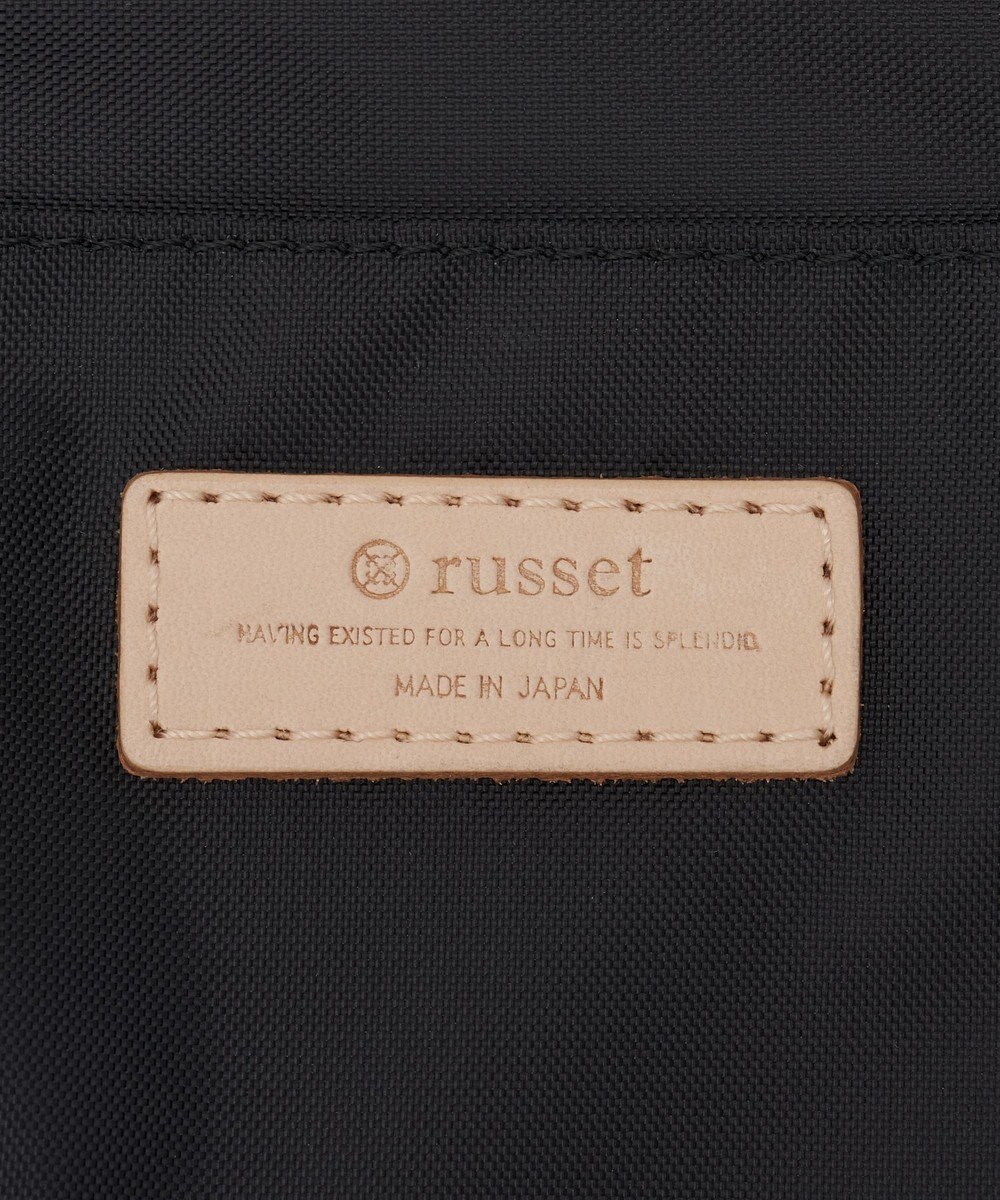 russet
HAVING EXISTED FOR A LONG TIME IS SPLENDID.
MADE IN JAPAN